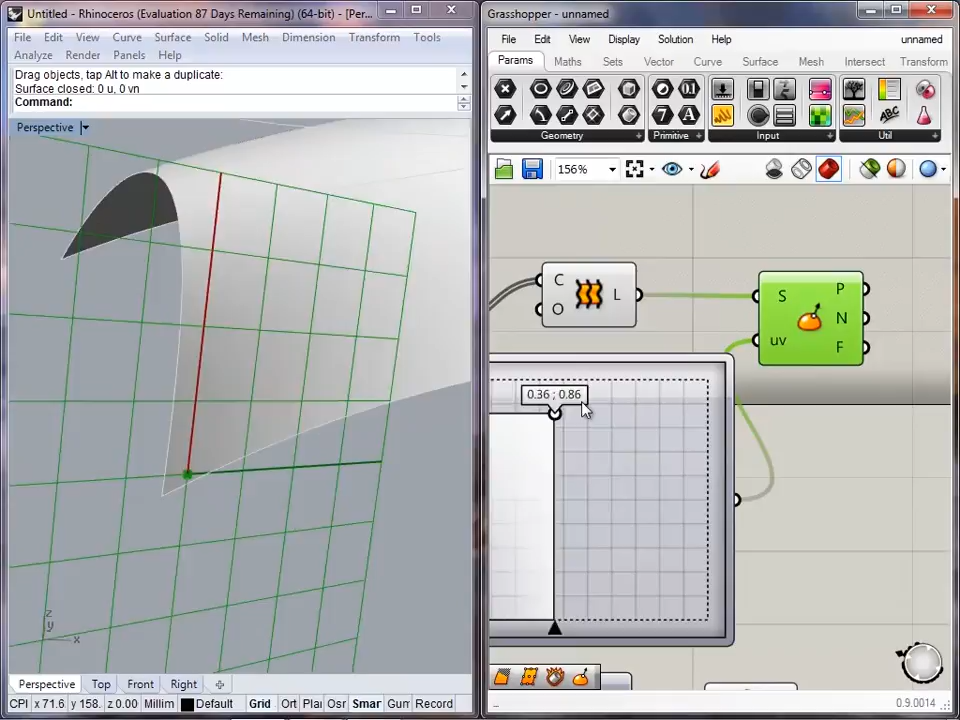 Untitled - Rhinoceros (Evaluation 87 Days Remaining) (64-bit) - [Per...
File Edit View Curve Surface Solid Mesh Dimension Transform Tools
Analyze Render Panels Help
Drag objects, tap Alt to make a duplicate:
Surface closed: 0 u, 0 vn
Command:
Perspective
z
y
x
Perspective Top Front Right
CPl x 71.6 y 158. z 0.00 Millim Default Grid Ort Plar Osr Smar Gum Record
Grasshopper - unnamed
File Edit View Display Solution Help unnamed
Params Maths Sets Vector Curve Surface Mesh Intersect Transform
Geometry + Primitive + Input + Util +
156%
C
O
L
S
uv
P
N
F
0.36 ; 0.86
0.9.0014